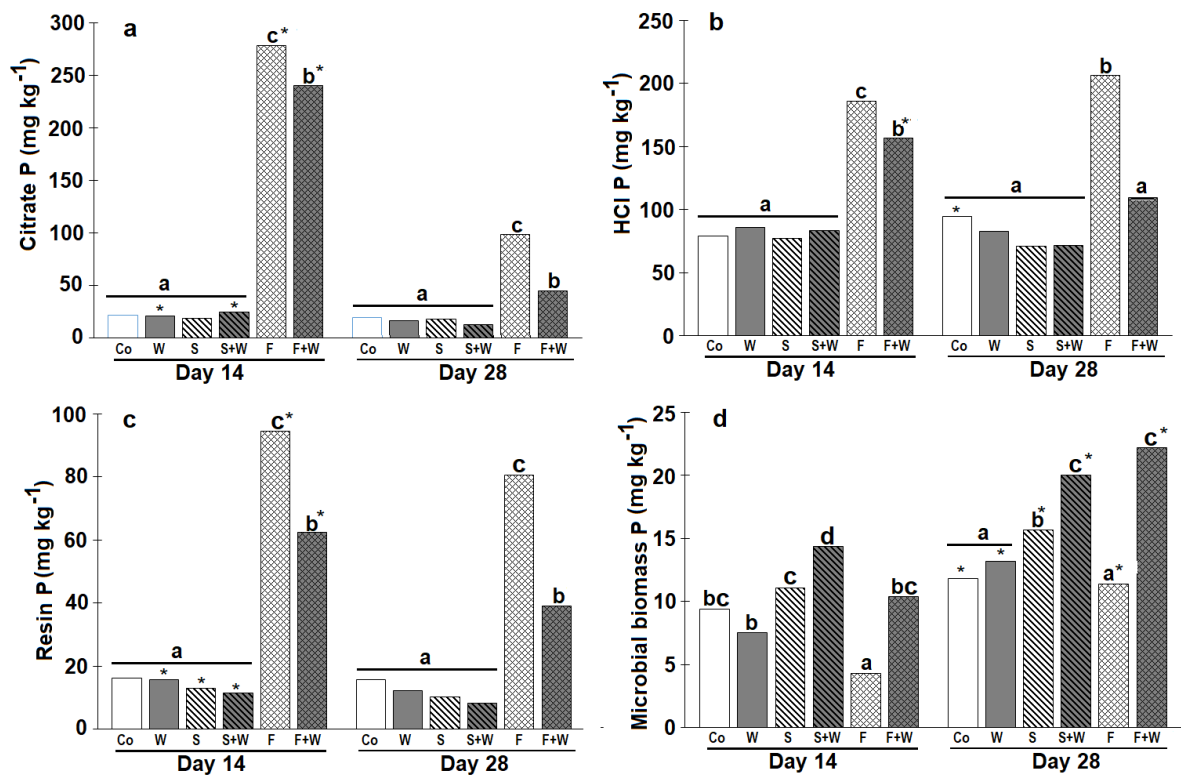 a
Citrate P (mg kg-1)
300
250
200
150
100
50
0
c*
b*
a
*
*
c
b
a
Co W S S+W F F+W
Co W S S+W F F+W
Day 14
Day 28
b
HCl P (mg kg-1)
250
200
150
100
50
0
c
b*
a
b
a
a
*
Co W S S+W F F+W
Co W S S+W F F+W
Day 14
Day 28
c
Resin P (mg kg-1)
100
80
60
40
20
0
c*
b*
a
*
*
*
c
b
a
Co W S S+W F F+W
Co W S S+W F F+W
Day 14
Day 28
d
Microbial biomass P (mg kg-1)
25
20
15
10
5
0
bc
b
c
d
a
bc
a
*
*
b*
c*
a*
c*
Co W S S+W F F+W
Co W S S+W F F+W
Day 14
Day 28